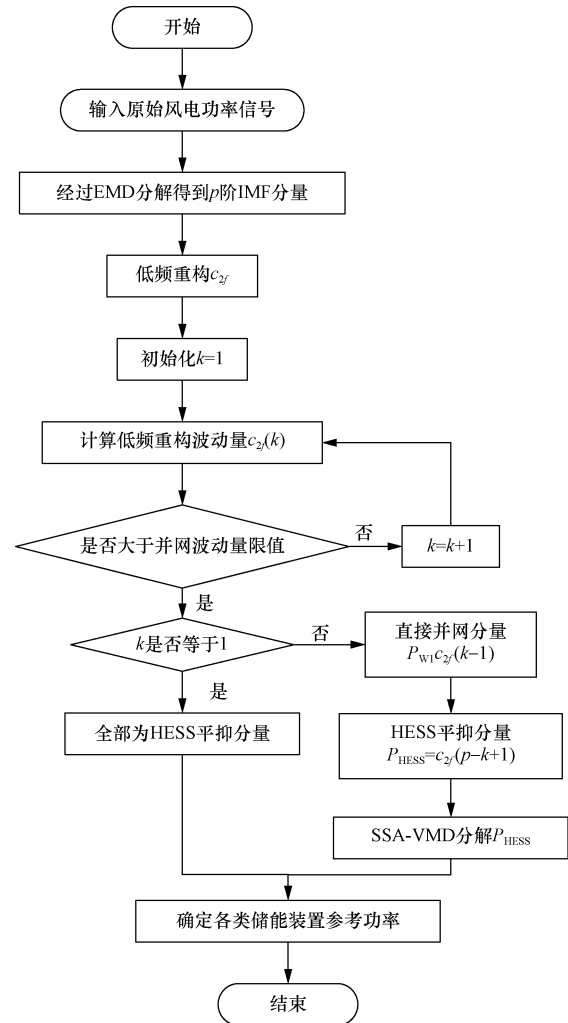 开始
输入原始风电功率信号
经过EMD分解得到p阶IMF分量
低频重构c₂f
初始化k=1
计算低频重构波动量c₂f(k)
是否大于并网波动量限值
否
k=k+1
是
k是否等于1
否
直接并网分量
P_W1c₂f(k−1)
是
全部为HESS平抑分量
HESS平抑分量
P_HESS=c₂f(p−k+1)
SSA-VMD分解P_HESS
确定各类储能装置参考功率
结束